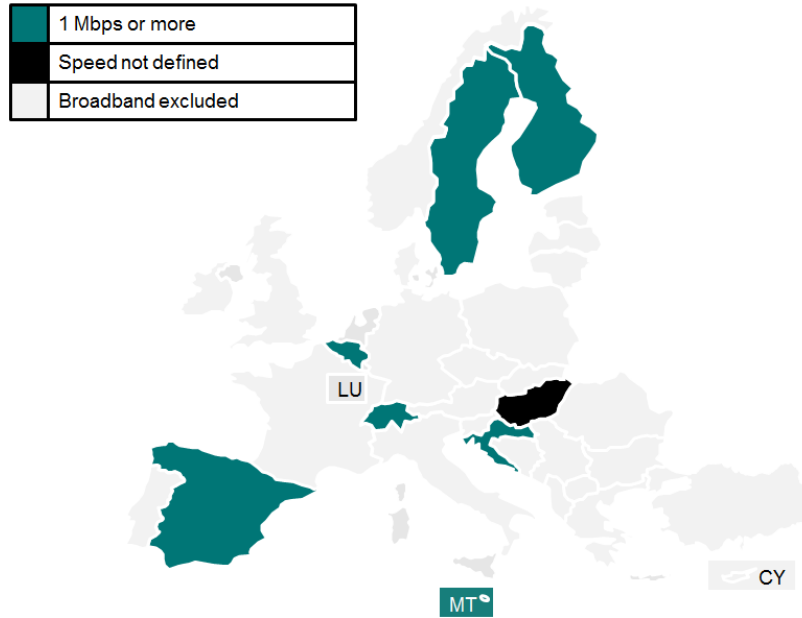 1 Mbps or more
Speed not defined
Broadband excluded
LU
CY
MT